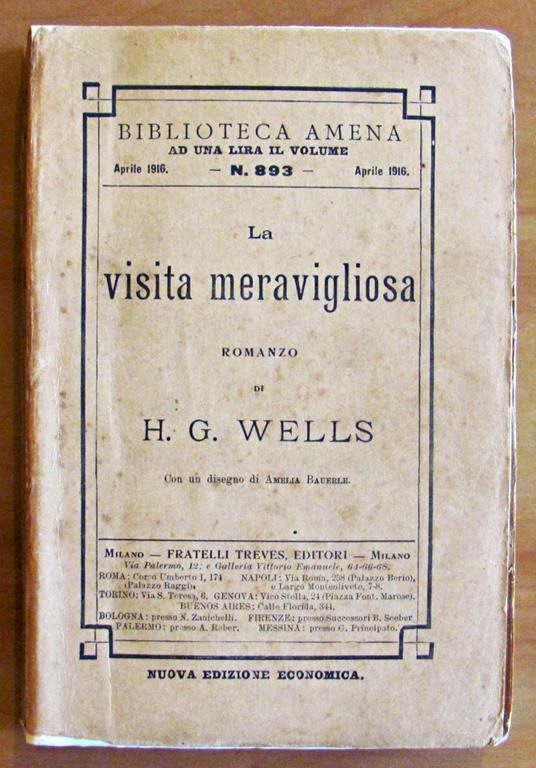 BIBLIOTECA AMENA
AD UNA LIRA IL VOLUME
Aprile 1916. — N. 893 — Aprile 1916.
La
visita meravigliosa
ROMANZO
DI
H. G. WELLS
Con un disegno di AMELIA BAUERLE.
MILANO — FRATELLI TREVES, EDITORI — MILANO
Via Palermo, 12; e Galleria Vittorio Emanuele, 64-66-68.
ROMA: Corso Umberto I, 174 NAPOLI: Via Roma, 258 (Palazzo Berio),
(Palazzo Raggi). e Largo Monteoliveto, 7-8.
TORINO: Via S. Teresa, 6. GENOVA: Vico Stella, 24 (Piazza Font. Marose).
BUENOS AIRES: Calle Florida, 344.
BOLOGNA: presso N. Zanichelli. FIRENZE: presso Successori B. Seeber.
PALERMO: presso A. Reber. MESSINA: presso G. Principato.
NUOVA EDIZIONE ECONOMICA.